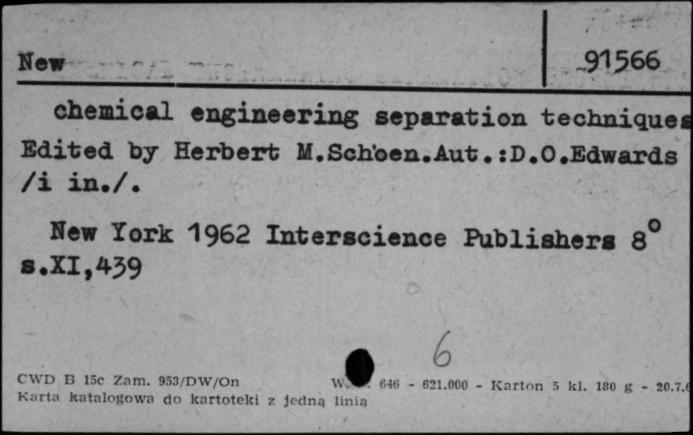 New 91566
chemical engineering separation techniques
Edited by Herbert M.Schoen.Aut.:D.O.Edwards
/i in./.
New York 1962 Interscience Publishers 8°
s.XI,439
6
CWD B 15c Zam. 953/DW/On 646 - 621.000 - Karton 5 kl. 180 g - 20.7.6
Karta katalogowa do kartoteki z jedną linią